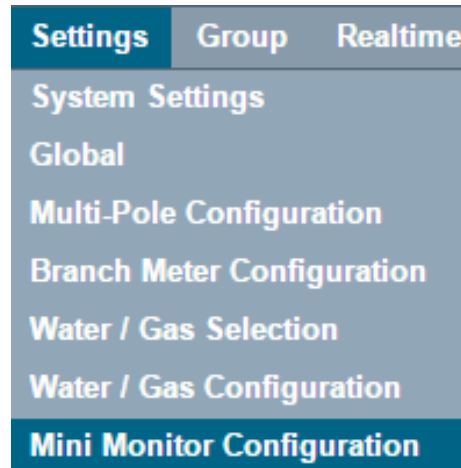 Settings Group Realtime
System Settings
Global
Multi-Pole Configuration
Branch Meter Configuration
Water / Gas Selection
Water / Gas Configuration
Mini Monitor Configuration